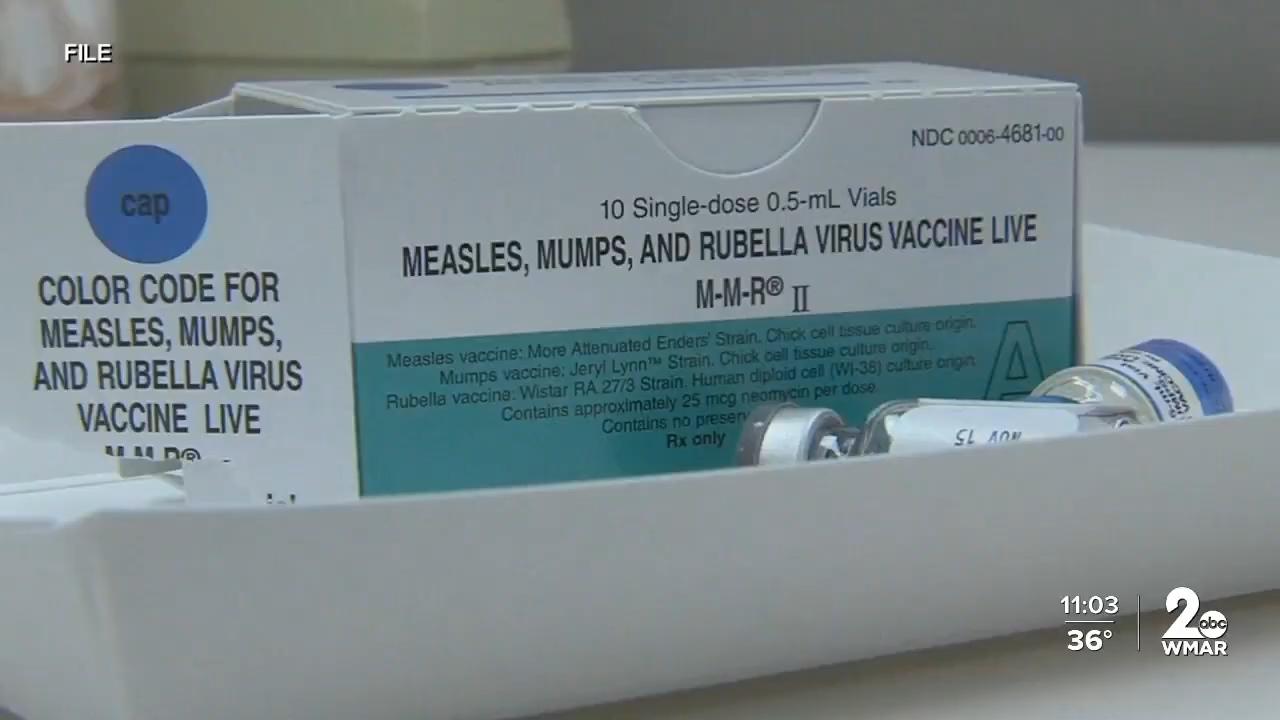 FILE
cap
COLOR CODE FOR
MEASLES, MUMPS,
AND RUBELLA VIRUS
VACCINE LIVE
M-M-R®
NDC 0006-4681-00
10 Single-dose 0.5-mL Vials
MEASLES, MUMPS, AND RUBELLA VIRUS VACCINE LIVE
M-M-R® II
Measles vaccine: More Attenuated Enders' Strain. Chick cell tissue culture origin.
Mumps vaccine: Jeryl Lynn™ Strain. Chick cell tissue culture origin.
Rubella vaccine: Wistar RA 27/3 Strain. Human diploid cell (WI-38) culture origin.
Contains approximately 25 mcg neomycin per dose.
Contains no preser
Rx only
A
NOV 15
11:03
36°
2 abc
WMAR